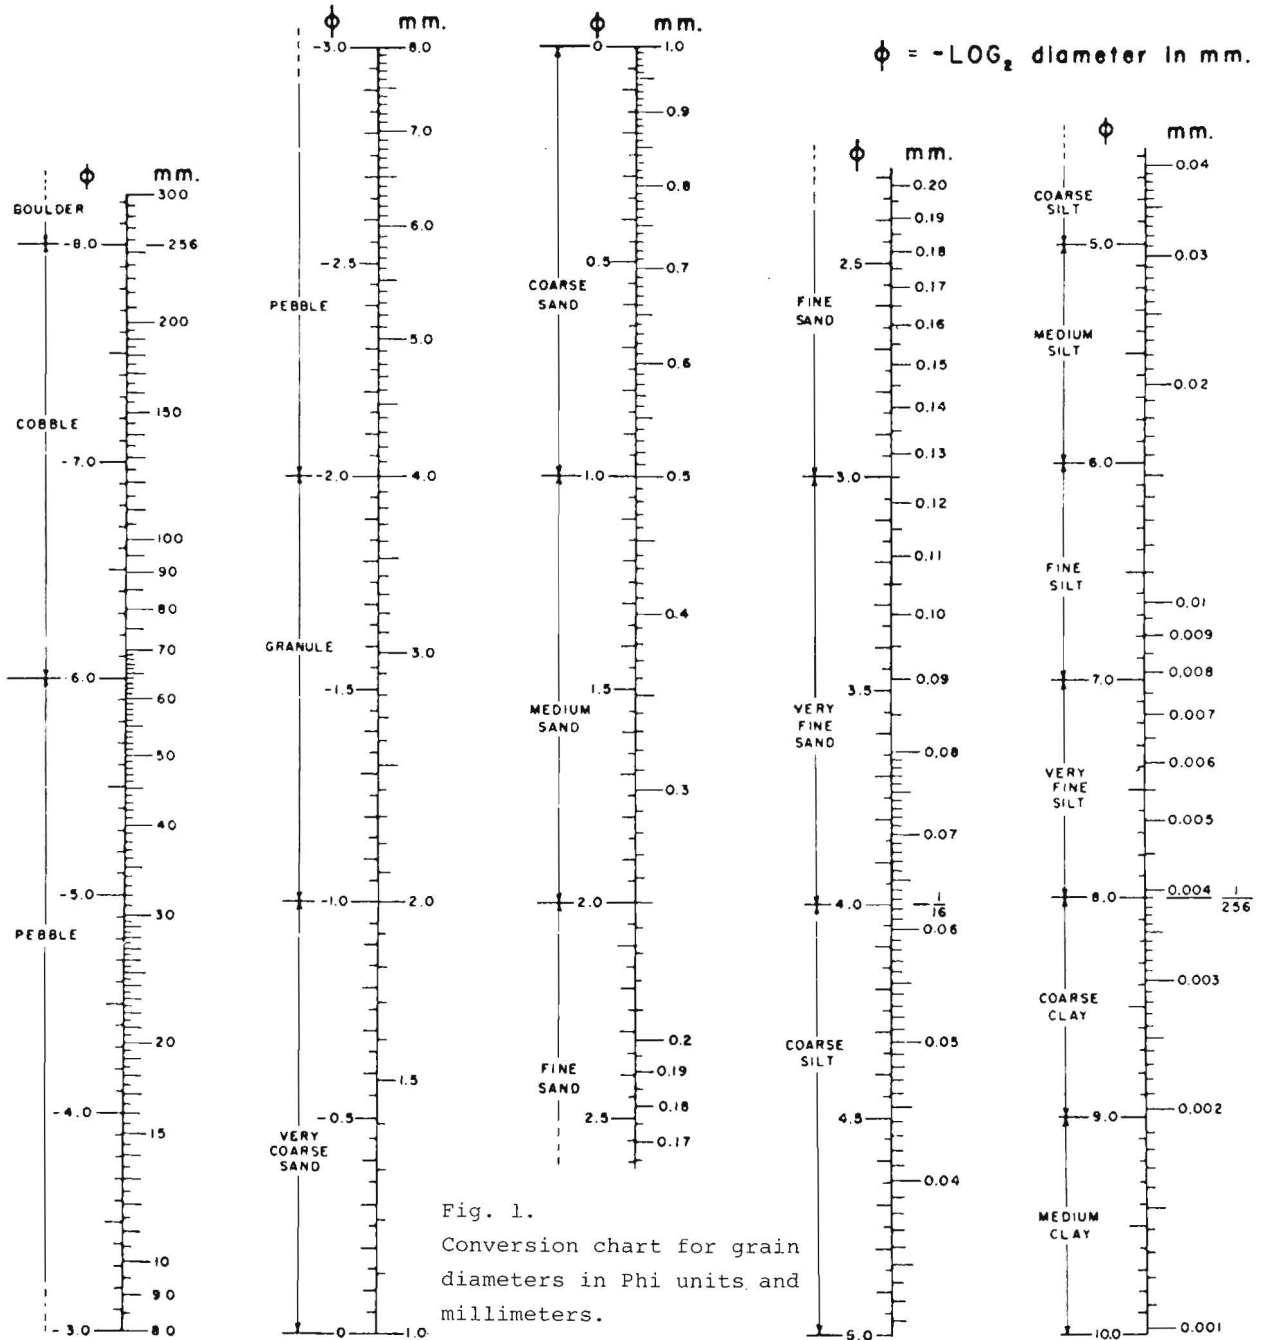 ϕ = -LOG₂ diameter in mm.
ϕ mm.
300
BOULDER
-8.0 256
200
150
COBBLE
-7.0
100
90
80
70
-6.0
60
50
40
-5.0
30
PEBBLE
20
-4.0
15
10
9.0
-3.0 8.0
ϕ mm.
-3.0 8.0
7.0
6.0
-2.5
PEBBLE
5.0
-2.0 4.0
GRANULE
3.0
-1.5
-1.0 2.0
1.5
-0.5
VERY
COARSE
SAND
0 1.0
ϕ mm.
0 1.0
0.9
0.8
0.5
0.7
COARSE
SAND
0.6
1.0 0.5
0.4
1.5
MEDIUM
SAND
0.3
2.0
0.2
FINE
SAND
0.19
0.18
2.5
0.17
ϕ mm.
0.20
0.19
0.18
2.5
0.17
FINE
SAND
0.16
0.15
0.14
0.13
3.0
0.12
0.11
0.10
0.09
3.5
VERY
FINE
SAND
0.08
0.07
4.0 1/16
0.06
COARSE
SILT
0.05
4.5
0.04
5.0
ϕ mm.
0.04
COARSE
SILT
5.0
0.03
MEDIUM
SILT
0.02
6.0
FINE
SILT
0.01
0.009
0.008
7.0
0.007
0.006
VERY
FINE
SILT
0.005
0.004 1/256
8.0
0.003
COARSE
CLAY
0.002
9.0
MEDIUM
CLAY
0.001
10.0
Fig. 1.
Conversion chart for grain
diameters in Phi units and
millimeters.